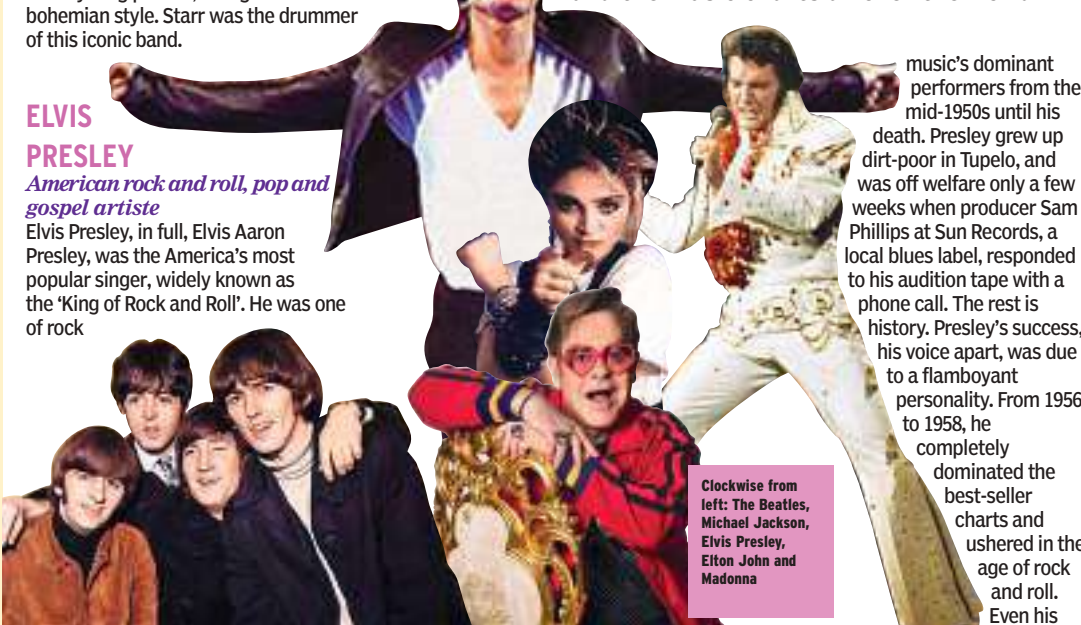 bohemian style. Starr was the drummer
of this iconic band.
ELVIS
PRESLEY
American rock and roll, pop and
gospel artiste
Elvis Presley, in full, Elvis Aaron
Presley, was the America's most
popular singer, widely known as
the 'King of Rock and Roll'. He was one
of rock
music's dominant
performers from the
mid-1950s until his
death. Presley grew up
dirt-poor in Tupelo, and
was off welfare only a few
weeks when producer Sam
Phillips at Sun Records, a
local blues label, responded
to his audition tape with a
phone call. The rest is
history. Presley's success,
his voice apart, was due
to a flamboyant
personality. From 1956
to 1958, he
completely
dominated the
best-seller
charts and
ushered in the
age of rock
and roll.
Even his
Clockwise from
left: The Beatles,
Michael Jackson,
Elvis Presley,
Elton John and
Madonna